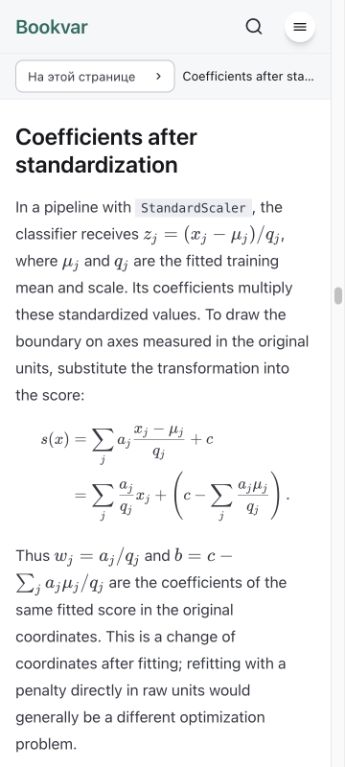 Bookvar
На этой странице
Coefficients after sta...
Coefficients after
standardization
In a pipeline with StandardScaler , the
classifier receives z_j = (x_j − μ_j)/q_j,
where μ_j and q_j are the fitted training
mean and scale. Its coefficients multiply
these standardized values. To draw the
boundary on axes measured in the original
units, substitute the transformation into
the score:
s(x) = ∑_j a_j (x_j − μ_j)/q_j + c
= ∑_j (a_j/q_j) x_j + (c − ∑_j (a_jμ_j)/q_j).
Thus w_j = a_j/q_j and b = c −
∑_j a_jμ_j/q_j are the coefficients of the
same fitted score in the original
coordinates. This is a change of
coordinates after fitting; refitting with a
penalty directly in raw units would
generally be a different optimization
problem.